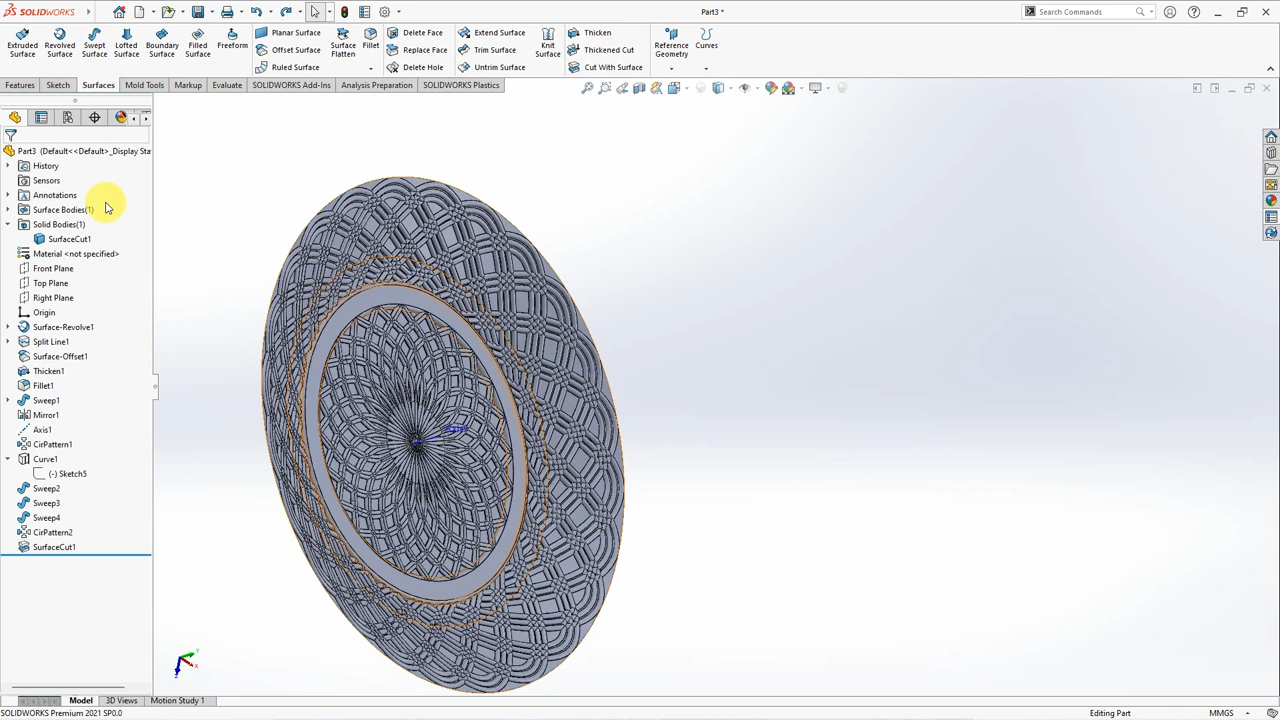 SOLIDWORKS
Part3 *
Search Commands
Extruded Surface
Revolved Surface
Swept Surface
Lofted Surface
Boundary Surface
Filled Surface
Freeform
Planar Surface
Offset Surface
Ruled Surface
Surface Flatten
Fillet
Delete Face
Replace Face
Delete Hole
Extend Surface
Trim Surface
Untrim Surface
Knit Surface
Thicken
Thickened Cut
Cut With Surface
Reference Geometry
Curves
Features
Sketch
Surfaces
Mold Tools
Markup
Evaluate
SOLIDWORKS Add-Ins
Analysis Preparation
SOLIDWORKS Plastics
Part3 (Default<<Default>_Display Sta
History
Sensors
Annotations
Surface Bodies(1)
Solid Bodies(1)
SurfaceCut1
Material <not specified>
Front Plane
Top Plane
Right Plane
Origin
Surface-Revolve1
Split Line1
Surface-Offset1
Thicken1
Fillet1
Sweep1
Mirror1
Axis1
CirPattern1
Curve1
(-) Sketch5
Sweep2
Sweep3
Sweep4
CirPattern2
SurfaceCut1
Model
3D Views
Motion Study 1
SOLIDWORKS Premium 2021 SP0.0
Editing Part
MMGS